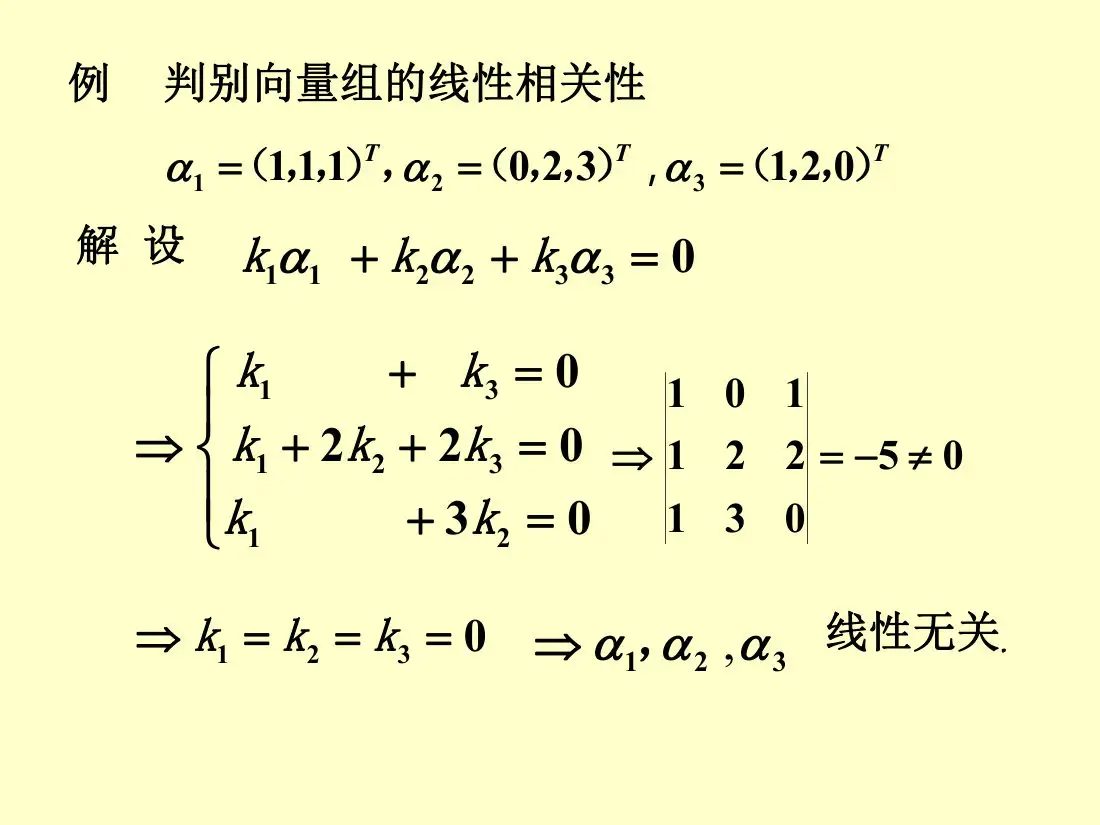 例 判别向量组的线性相关性
α₁ = (1,1,1)ᵀ, α₂ = (0,2,3)ᵀ , α₃ = (1,2,0)ᵀ
解 设 k₁α₁ + k₂α₂ + k₃α₃ = 0
⇒ { k₁ + k₃ = 0
k₁ + 2k₂ + 2k₃ = 0
k₁ + 3k₂ = 0
⇒ | 1 0 1 |
| 1 2 2 | = −5 ≠ 0
| 1 3 0 |
⇒ k₁ = k₂ = k₃ = 0 ⇒ α₁, α₂ , α₃ 线性无关.